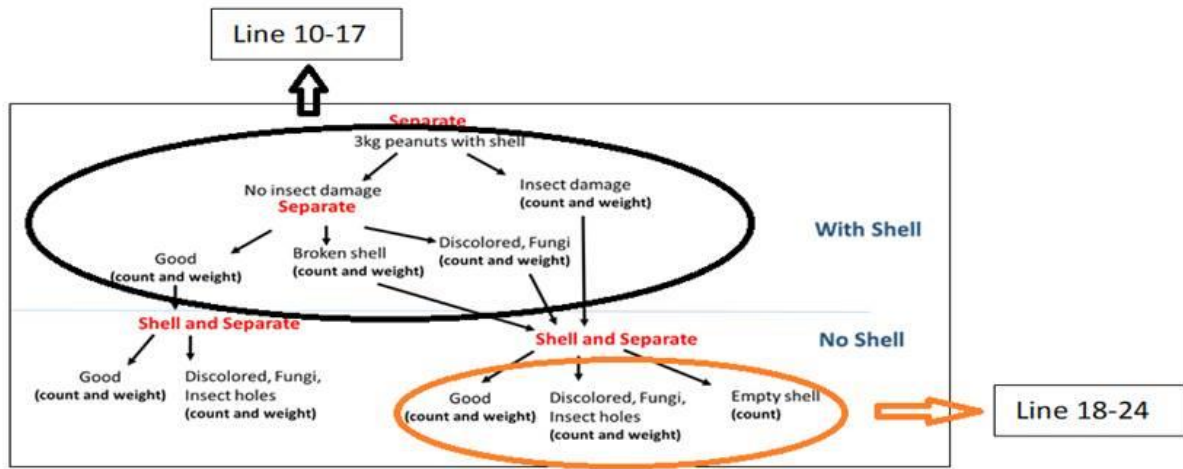 Line 10-17
Separate
3kg peanuts with shell
No insect damage
Separate
Insect damage
(count and weight)
With Shell
Good
(count and weight)
Broken shell
(count and weight)
Discolored, Fungi
(count and weight)
Shell and Separate
Shell and Separate
No Shell
Good
(count and weight)
Discolored, Fungi,
Insect holes
(count and weight)
Good
(count and weight)
Discolored, Fungi,
Insect holes
(count and weight)
Empty shell
(count)
Line 18-24